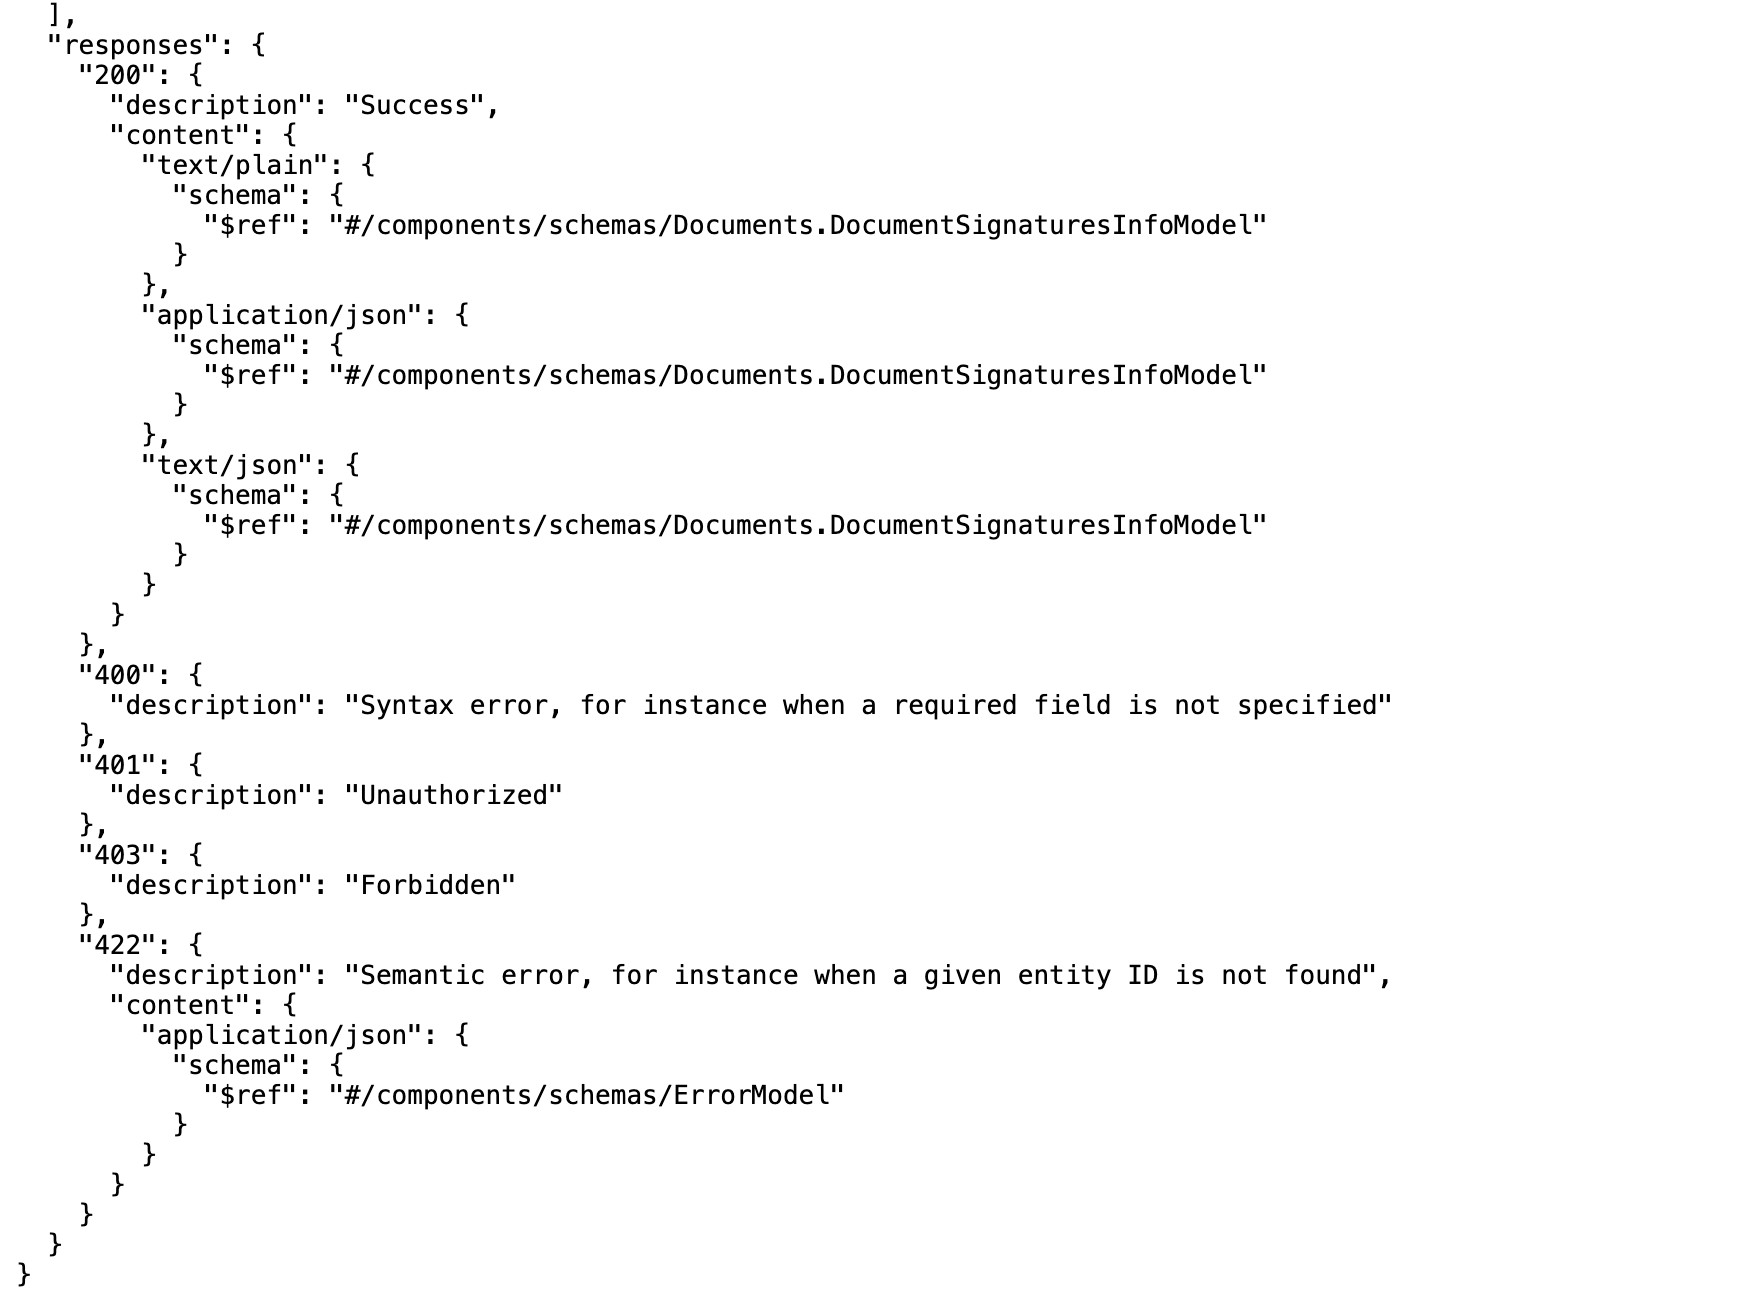 ],
  "responses": {
    "200": {
      "description": "Success",
      "content": {
        "text/plain": {
          "schema": {
            "$ref": "#/components/schemas/Documents.DocumentSignaturesInfoModel"
          }
        },
        "application/json": {
          "schema": {
            "$ref": "#/components/schemas/Documents.DocumentSignaturesInfoModel"
          }
        },
        "text/json": {
          "schema": {
            "$ref": "#/components/schemas/Documents.DocumentSignaturesInfoModel"
          }
        }
      }
    },
    "400": {
      "description": "Syntax error, for instance when a required field is not specified"
    },
    "401": {
      "description": "Unauthorized"
    },
    "403": {
      "description": "Forbidden"
    },
    "422": {
      "description": "Semantic error, for instance when a given entity ID is not found",
      "content": {
        "application/json": {
          "schema": {
            "$ref": "#/components/schemas/ErrorModel"
          }
        }
      }
    }
  }
}